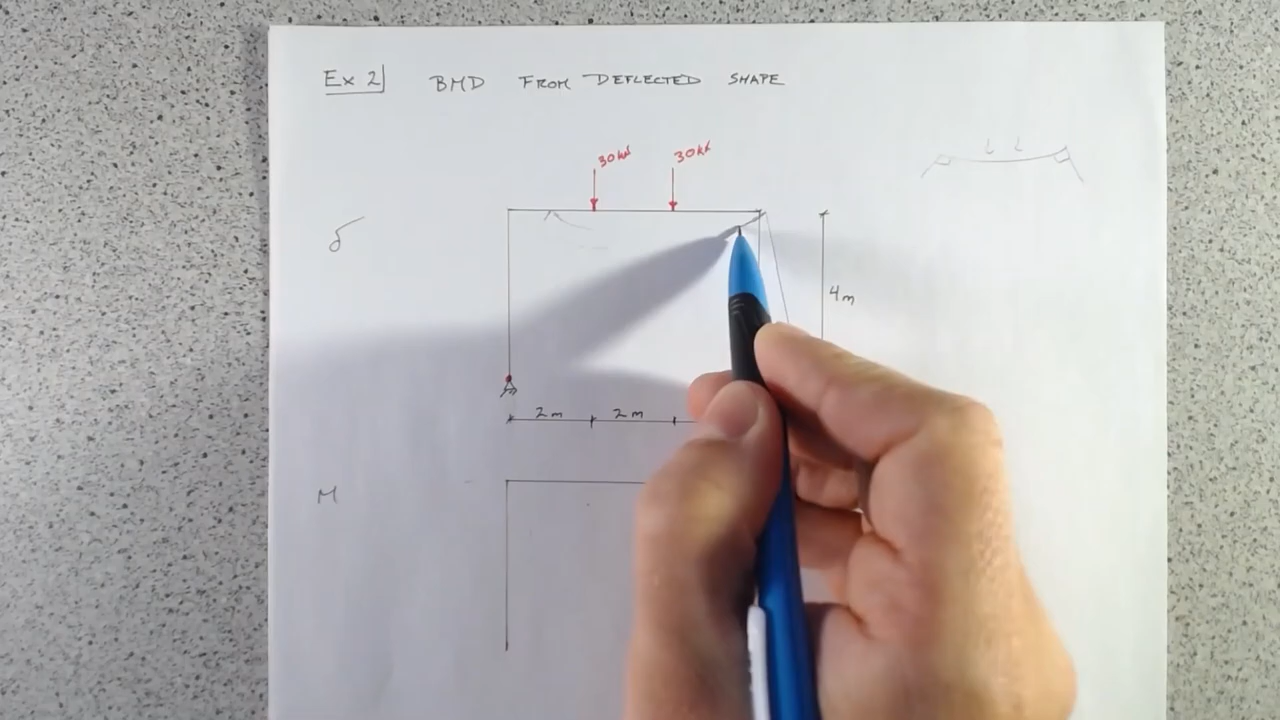 Ex 2 BMD FROM DEFLECTED SHAPE
30kN 30kN
δ
4m
2m 2m
M